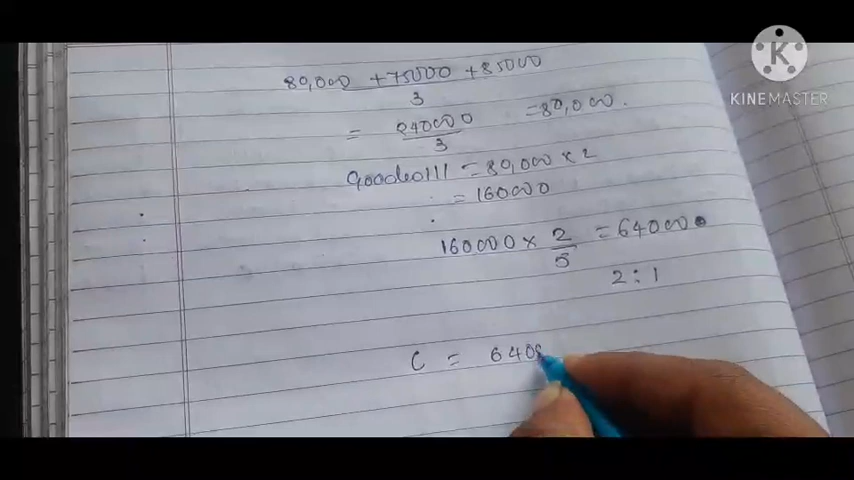 K
KINEMASTER
80,000 + 75000 + 85000
3
= 240000 = 80,000.
3
Goodwill = 80,000 × 2
= 160000
160000 × 2 = 64000
5
2 : 1
C = 640